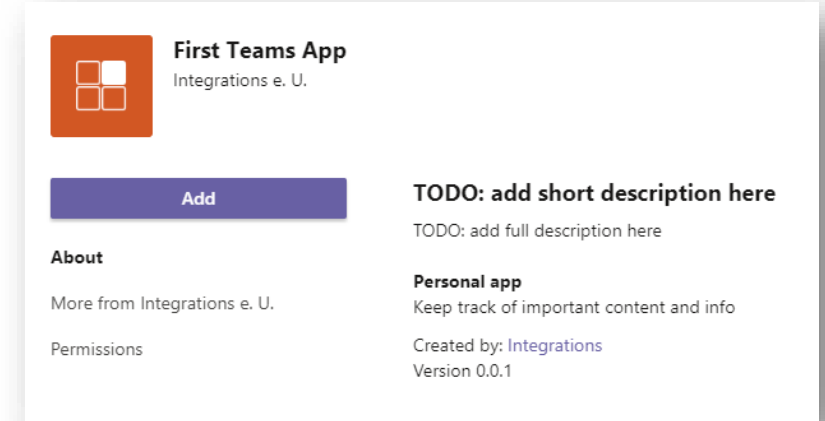 First Teams App
Integrations e. U.
Add
About
More from Integrations e. U.
Permissions
TODO: add short description here
TODO: add full description here
Personal app
Keep track of important content and info
Created by: Integrations
Version 0.0.1